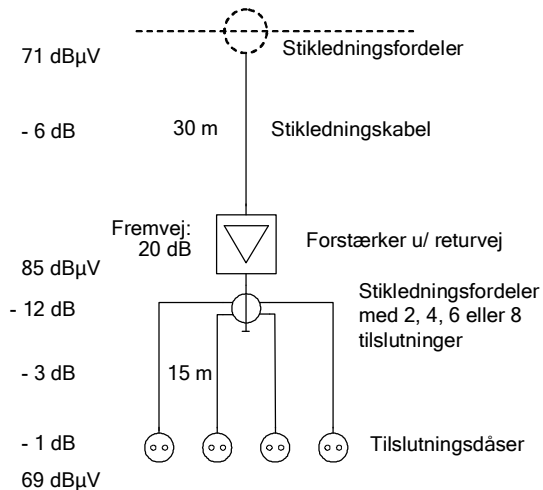 71 dBµV
Stikledningsfordeler
- 6 dB
30 m
Stikledningskabel
Fremvej:
20 dB
Forstærker u/ returvej
85 dBµV
- 12 dB
Stikledningsfordeler
med 2, 4, 6 eller 8
tilslutninger
- 3 dB
15 m
- 1 dB
Tilslutningsdåser
69 dBµV